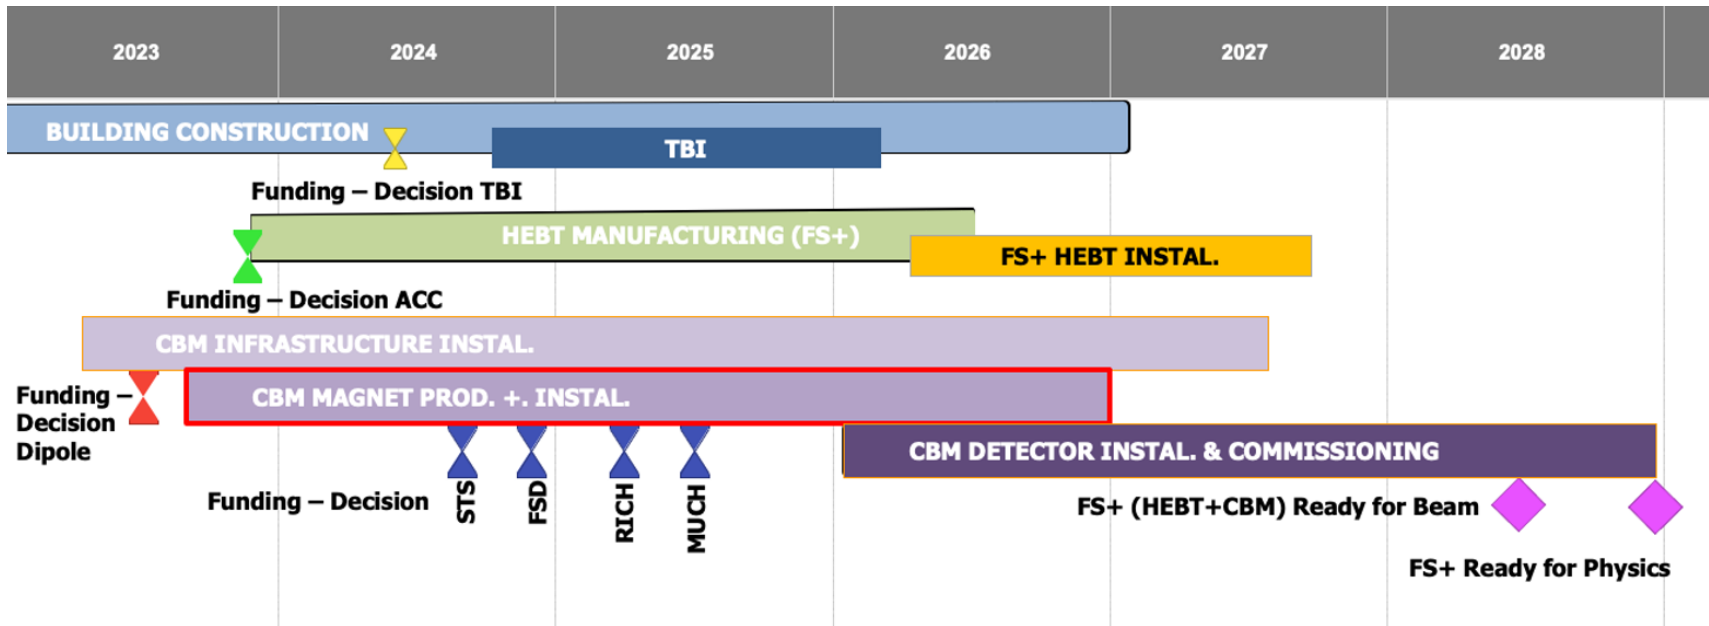 2023 2024 2025 2026 2027 2028
BUILDING CONSTRUCTION
TBI
Funding – Decision TBI
HEBT MANUFACTURING (FS+)
FS+ HEBT INSTAL.
Funding – Decision ACC
CBM INFRASTRUCTURE INSTAL.
Funding –
Decision
Dipole
CBM MAGNET PROD. +. INSTAL.
CBM DETECTOR INSTAL. & COMMISSIONING
Funding – Decision
STS
FSD
RICH
MUCH
FS+ (HEBT+CBM) Ready for Beam
FS+ Ready for Physics